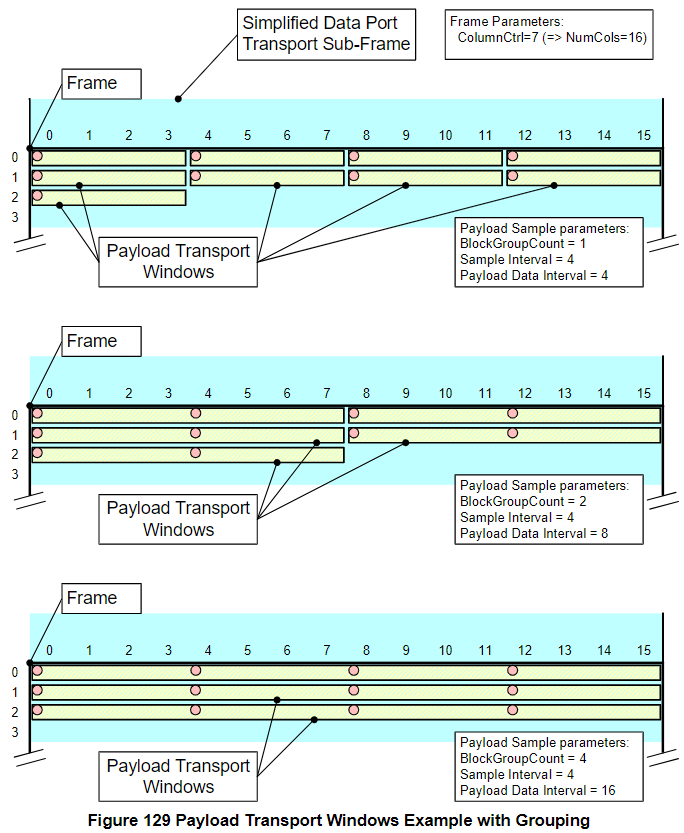 Simplified Data Port
Transport Sub-Frame
Frame Parameters:
ColumnCtrl=7 (=> NumCols=16)
Frame
0 1 2 3 4 5 6 7 8 9 10 11 12 13 14 15
0
1
2
3
Payload Transport
Windows
Payload Sample parameters:
BlockGroupCount = 1
Sample Interval = 4
Payload Data Interval = 4
Frame
0 1 2 3 4 5 6 7 8 9 10 11 12 13 14 15
0
1
2
3
Payload Transport
Windows
Payload Sample parameters:
BlockGroupCount = 2
Sample Interval = 4
Payload Data Interval = 8
Frame
0 1 2 3 4 5 6 7 8 9 10 11 12 13 14 15
0
1
2
3
Payload Transport
Windows
Payload Sample parameters:
BlockGroupCount = 4
Sample Interval = 4
Payload Data Interval = 16
Figure 129 Payload Transport Windows Example with Grouping